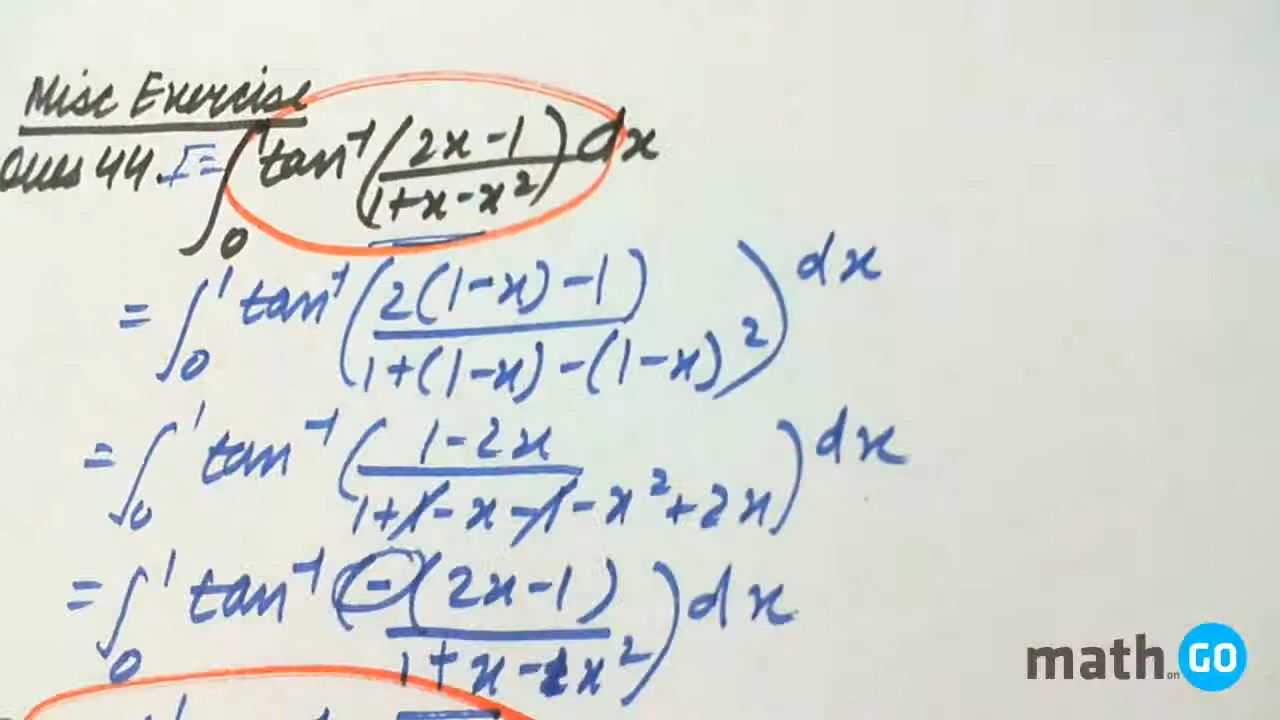 Misc Exercise
Ques 44. I = ∫₀¹ tan⁻¹ ( (2x-1) / (1+x-x²) ) dx
= ∫₀¹ tan⁻¹ ( (2(1-x)-1) / (1+(1-x)-(1-x)²) ) dx
= ∫₀¹ tan⁻¹ ( (1-2x) / (1+1-x-1-x²+2x) ) dx
= ∫₀¹ tan⁻¹ ( -(2x-1) / (1+x-x²) ) dx
math on GO